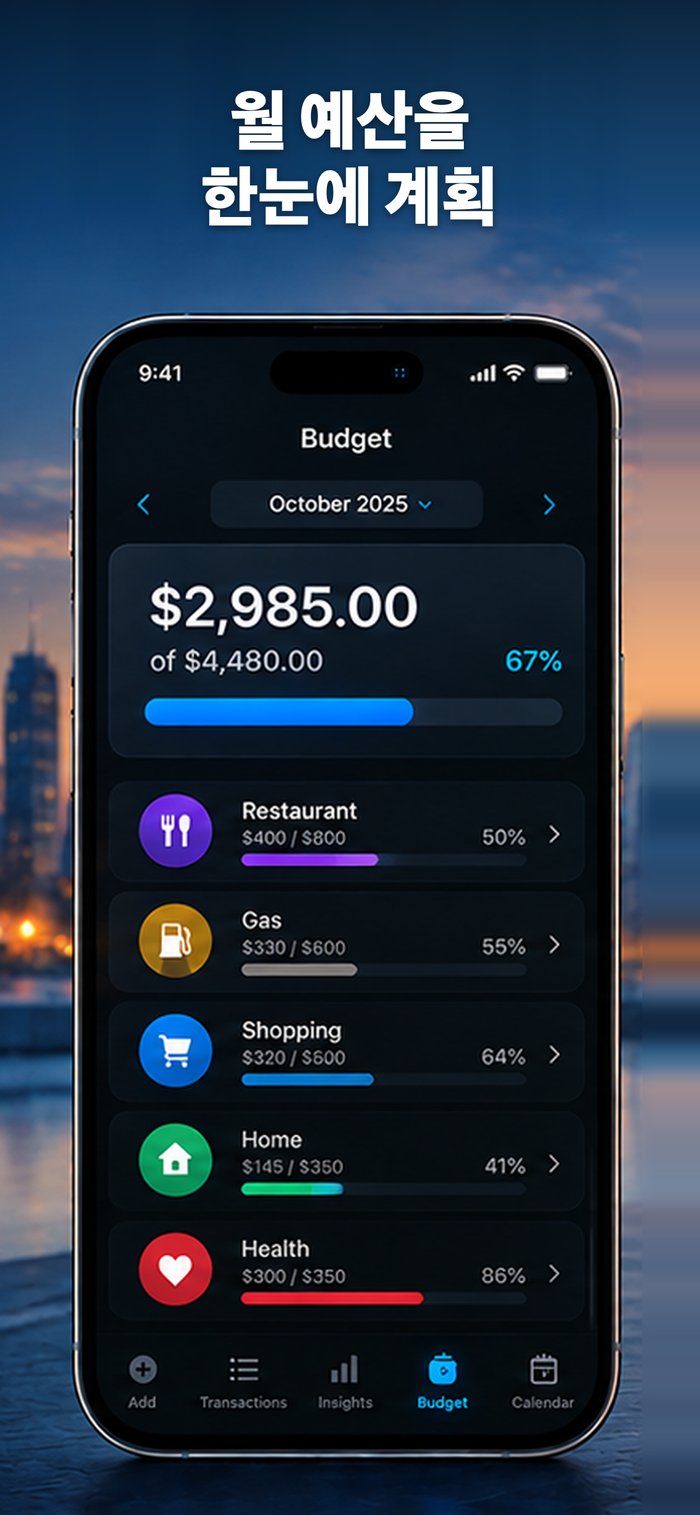 월 예산을
한눈에 계획
9:41
Budget
October 2025
$2,985.00
of $4,480.00
67%
Restaurant
$400 / $800
50%
Gas
$330 / $600
55%
Shopping
$320 / $600
64%
Home
$145 / $350
41%
Health
$300 / $350
86%
Add
Transactions
Insights
Budget
Calendar